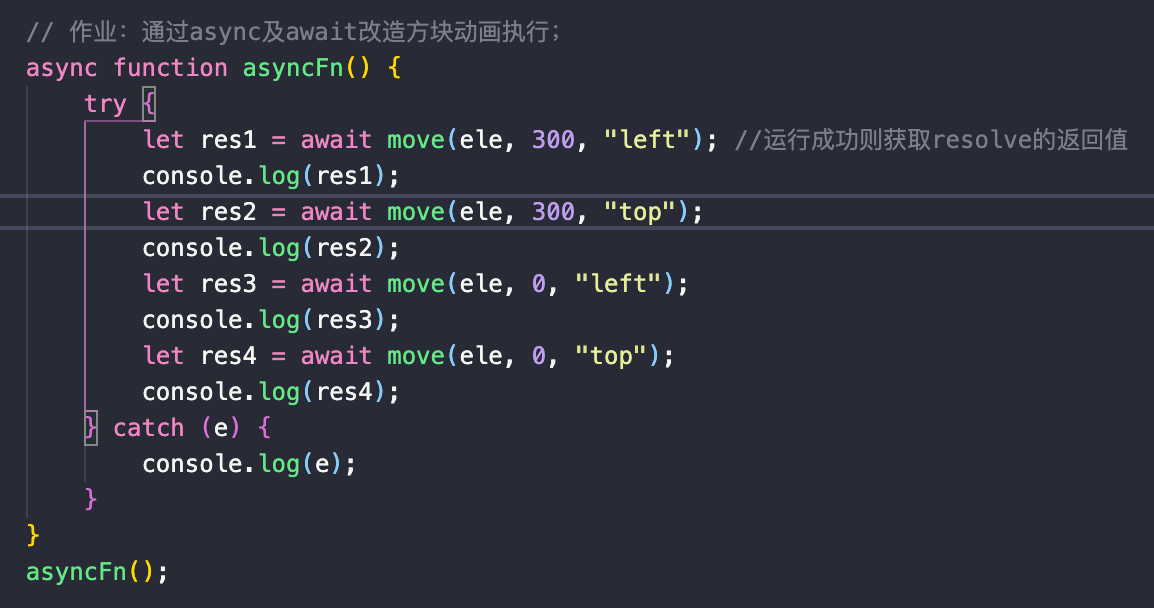 // 作业：通过async及await改造方块动画执行；
async function asyncFn() {
    try {
        let res1 = await move(ele, 300, "left"); //运行成功则获取resolve的返回值
        console.log(res1);
        let res2 = await move(ele, 300, "top");
        console.log(res2);
        let res3 = await move(ele, 0, "left");
        console.log(res3);
        let res4 = await move(ele, 0, "top");
        console.log(res4);
    } catch (e) {
        console.log(e);
    }
}
asyncFn();